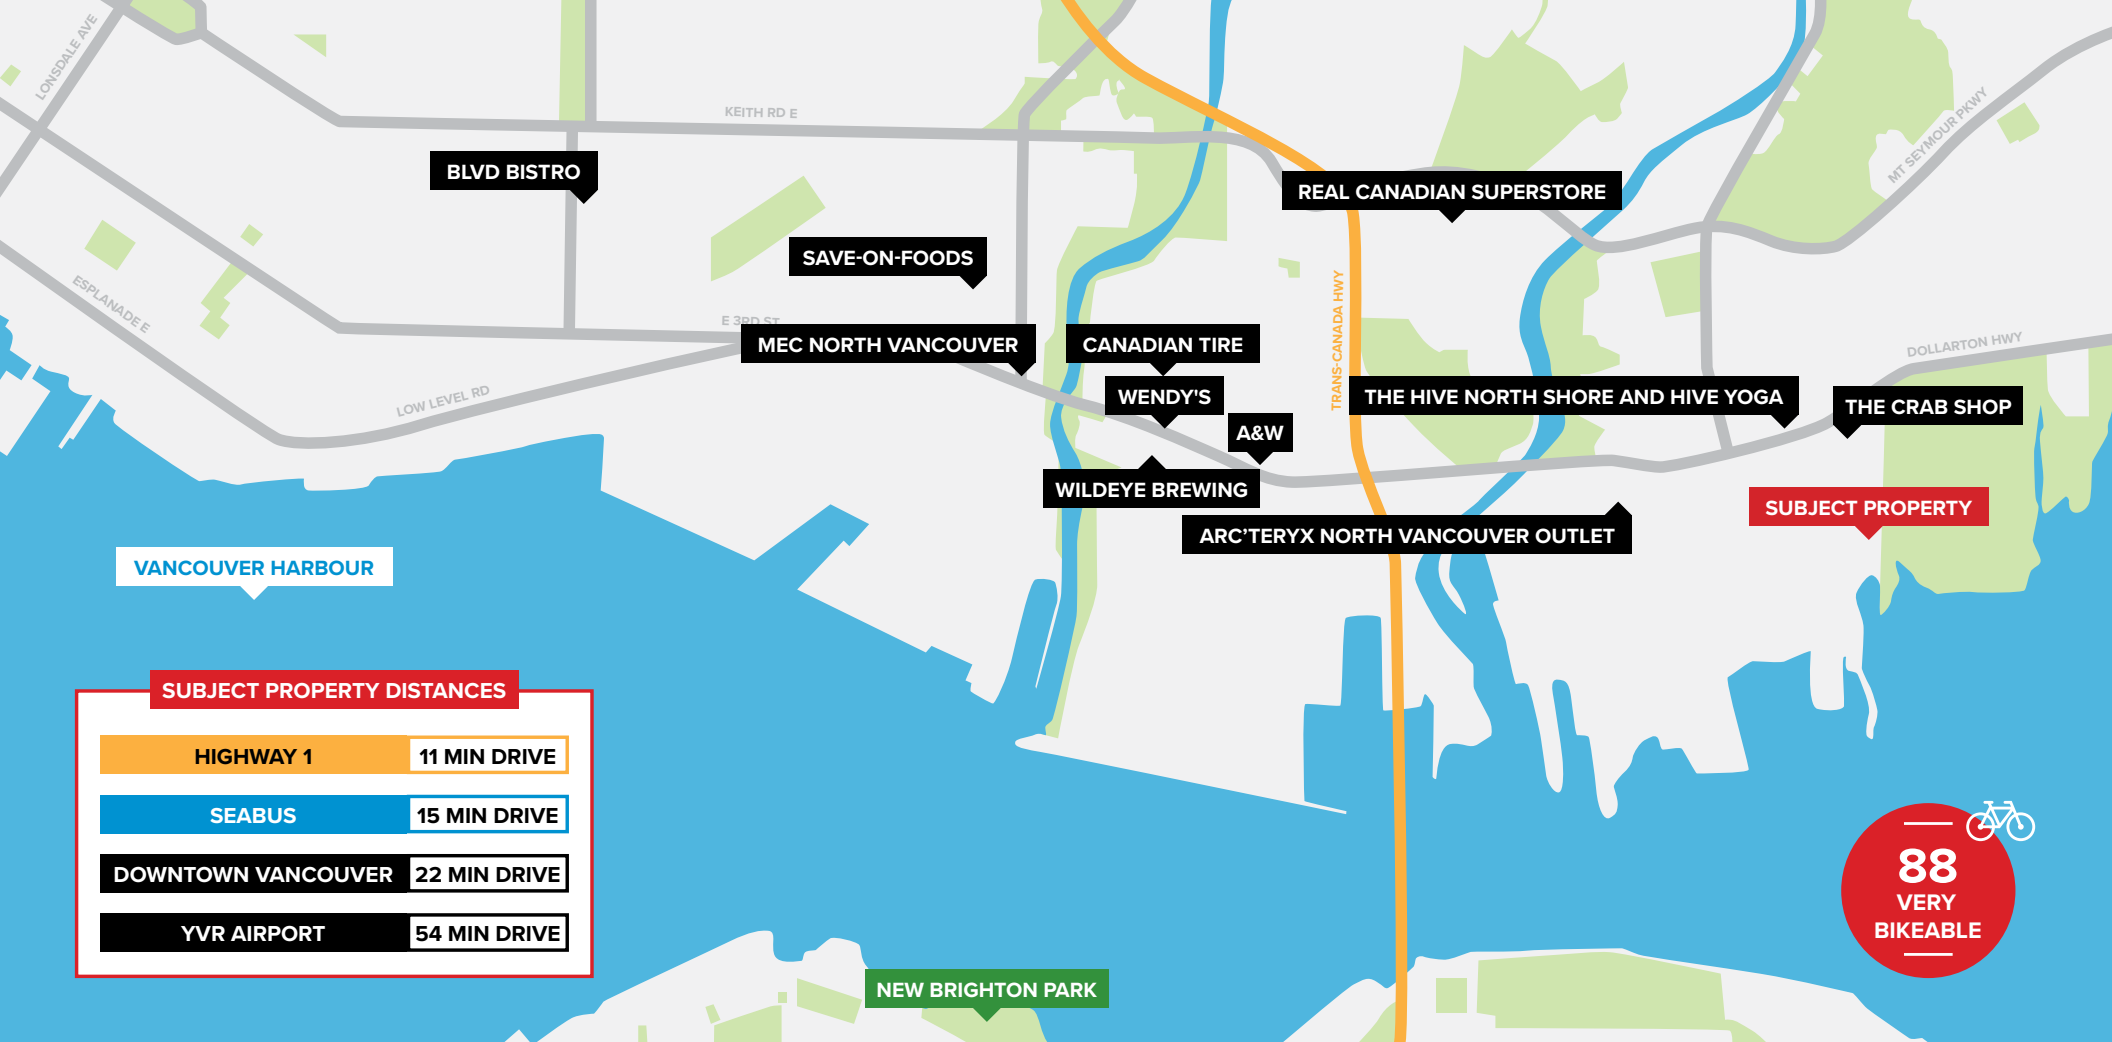 LONSDALE AVE
KEITH RD E
MT SEYMOUR PKWY
BLVD BISTRO
REAL CANADIAN SUPERSTORE
SAVE-ON-FOODS
ESPLANADE E
E 3RD ST
TRANS-CANADA HWY
MEC NORTH VANCOUVER
CANADIAN TIRE
DOLLARTON HWY
LOW LEVEL RD
WENDY'S
THE HIVE NORTH SHORE AND HIVE YOGA
THE CRAB SHOP
A&W
WILDEYE BREWING
SUBJECT PROPERTY
ARC'TERYX NORTH VANCOUVER OUTLET
VANCOUVER HARBOUR
SUBJECT PROPERTY DISTANCES
HIGHWAY 1 11 MIN DRIVE
SEABUS 15 MIN DRIVE
DOWNTOWN VANCOUVER 22 MIN DRIVE
YVR AIRPORT 54 MIN DRIVE
88
VERY
BIKEABLE
NEW BRIGHTON PARK